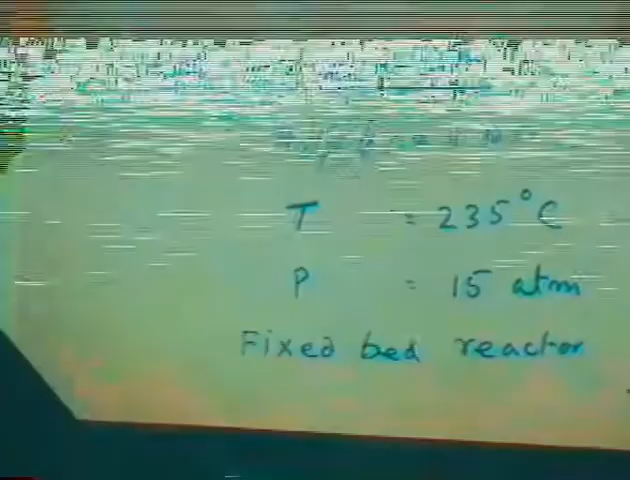 T = 235°C
P = 15 atm
Fixed bed reactor